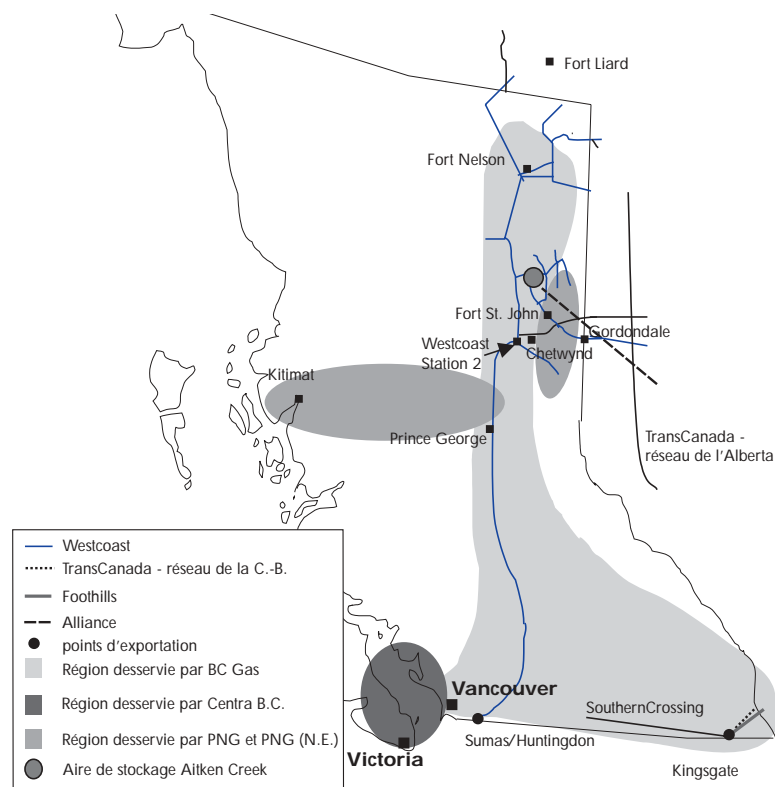 Fort Liard
Fort Nelson
Fort St. John
Gordondale
Westcoast
Station 2
Chetwynd
Kitimat
Prince George
TransCanada -
réseau de l'Alberta
Westcoast
TransCanada - réseau de la C.-B.
Foothills
Alliance
points d'exportation
Région desservie par BC Gas
Région desservie par Centra B.C.
Région desservie par PNG et PNG (N.E.)
Aire de stockage Aitken Creek
Vancouver
SouthernCrossing
Sumas/Huntingdon
Victoria
Kingsgate